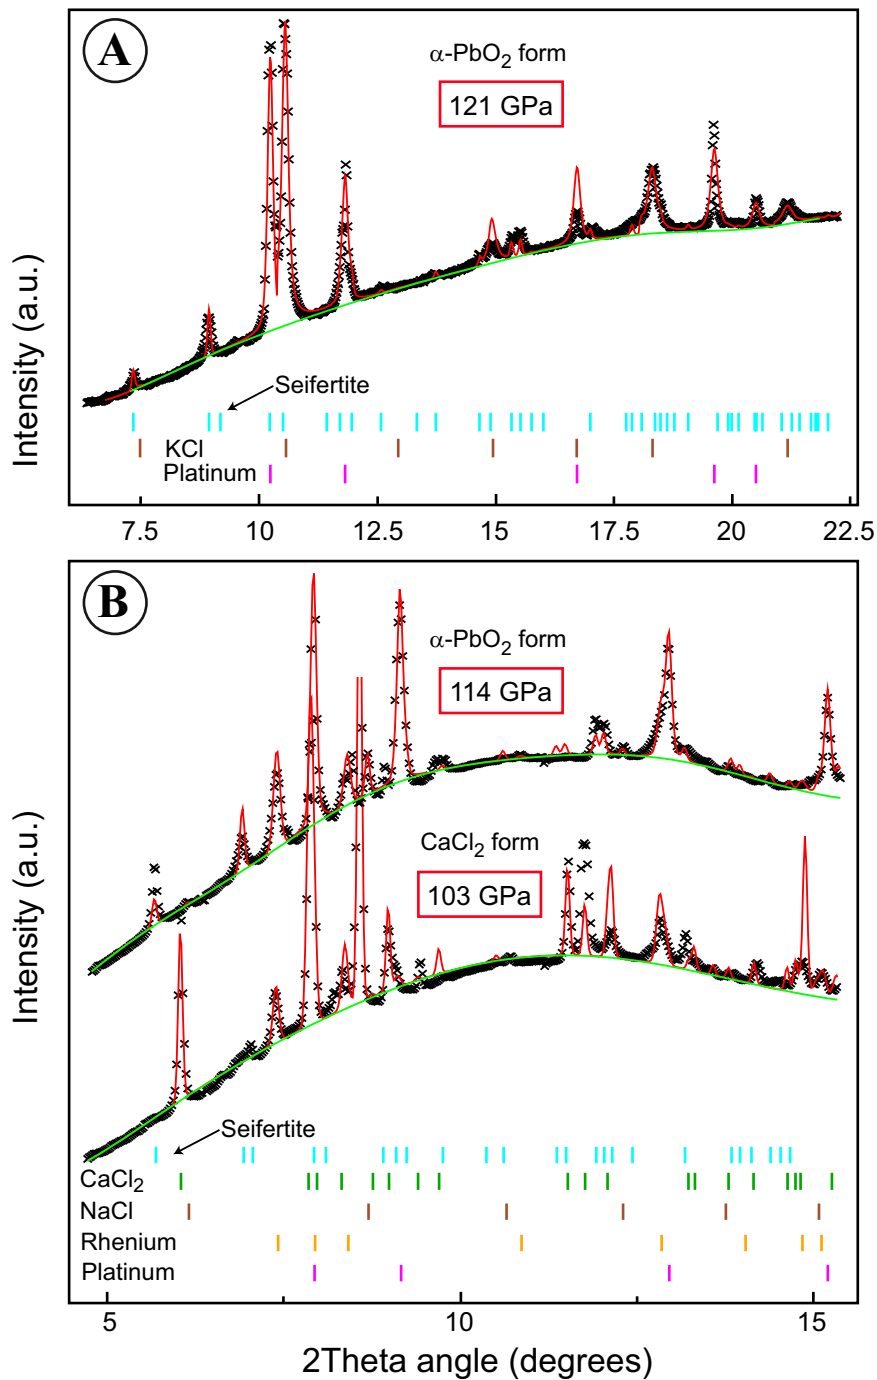 A
α-PbO2 form
121 GPa
Intensity (a.u.)
Seifertite
KCl
Platinum
7.5 10 12.5 15 17.5 20 22.5
B
α-PbO2 form
114 GPa
CaCl2 form
103 GPa
Intensity (a.u.)
Seifertite
CaCl2
NaCl
Rhenium
Platinum
5 10 15
2Theta angle (degrees)